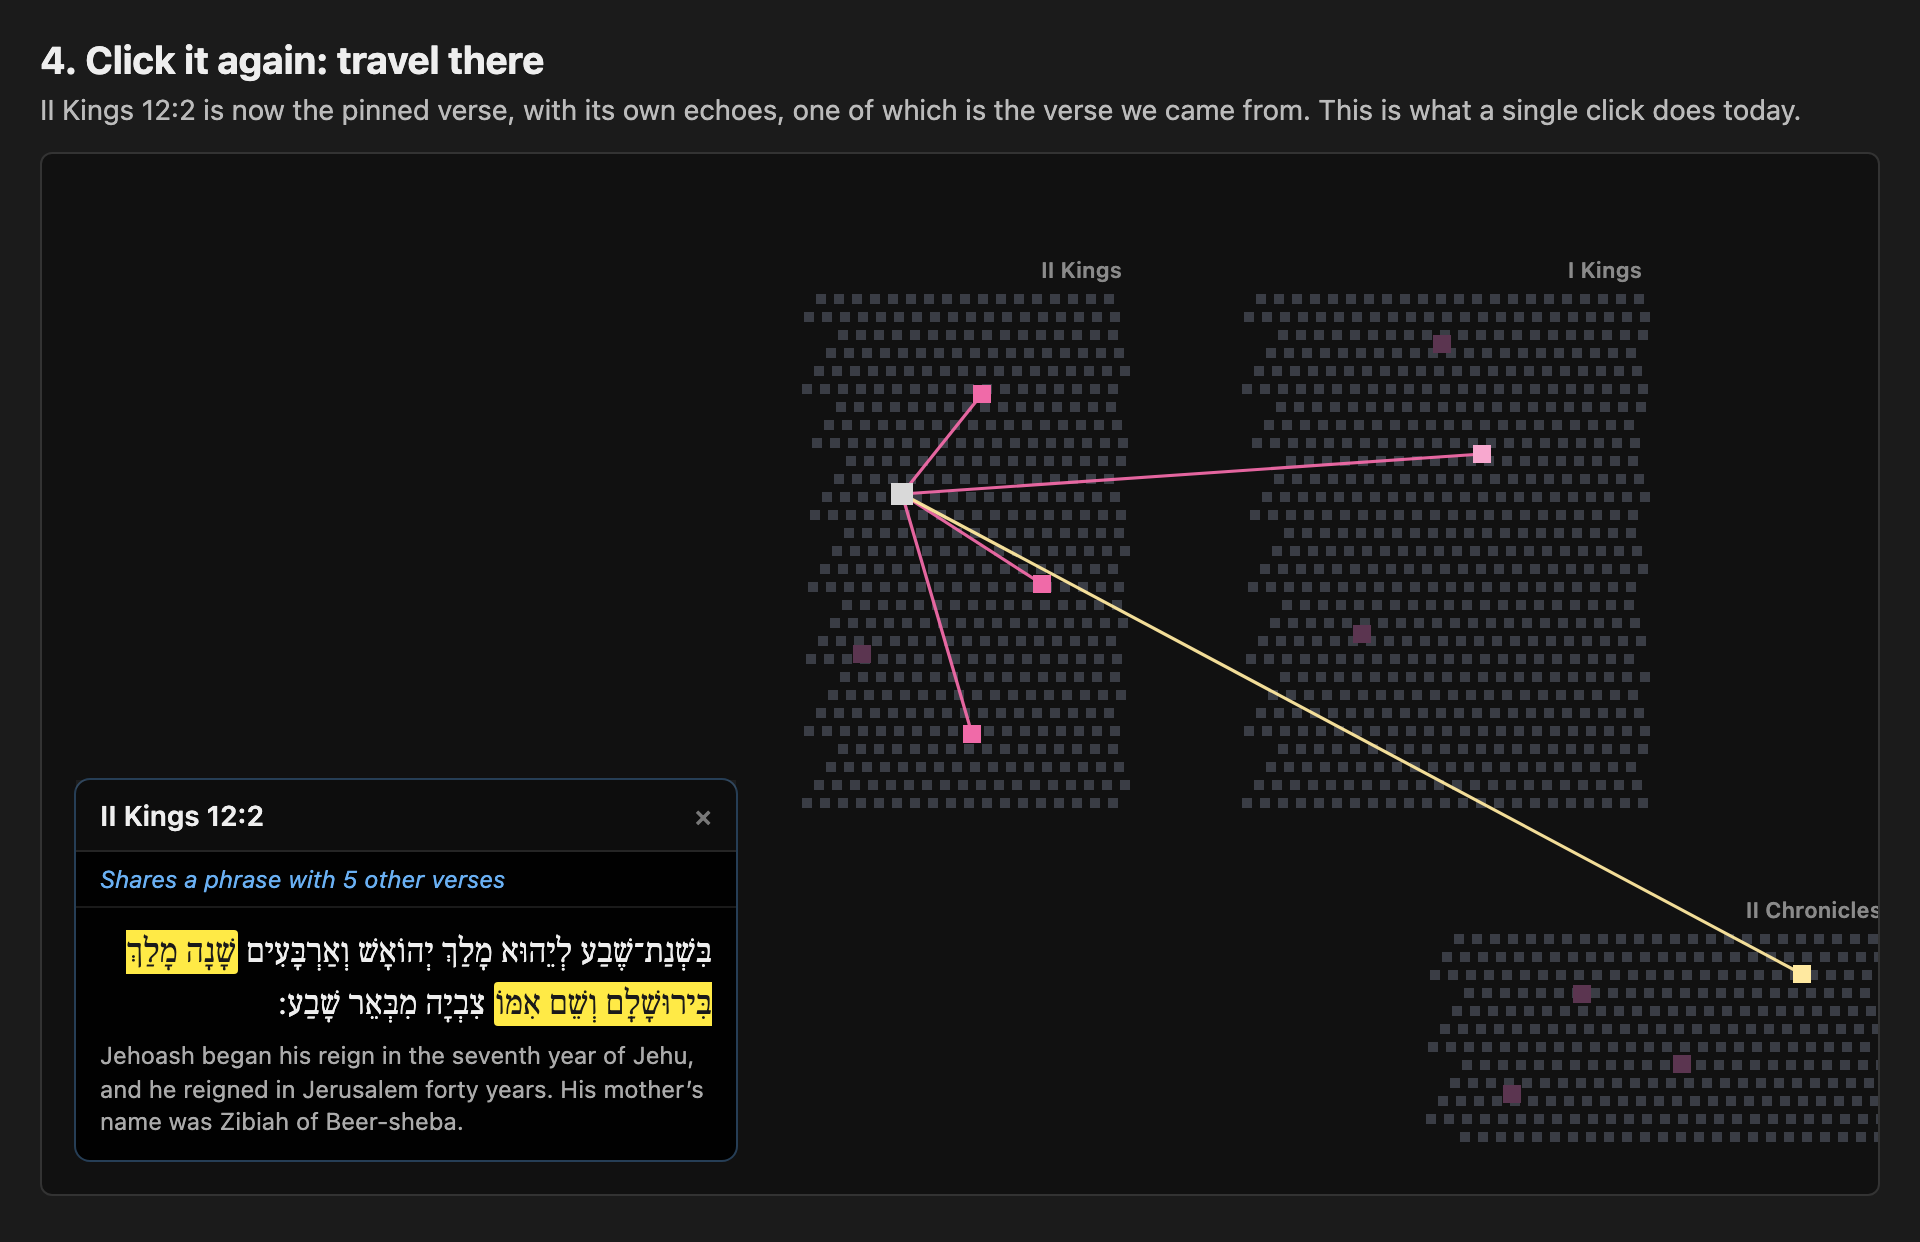 4. Click it again: travel there
II Kings 12:2 is now the pinned verse, with its own echoes, one of which is the verse we came from. This is what a single click does today.
II Kings
I Kings
II Kings 12:2
×
Shares a phrase with 5 other verses
בִּשְׁנַת־שֶׁבַע לְיֵהוּא מָלַךְ יְהוֹאָשׁ וְאַרְבָּעִים שָׁנָה מָלַךְ
בִּירוּשָׁלָ͏ִם וְשֵׁם אִמּוֹ צִבְיָה מִבְּאֵר שָׁבַע׃
Jehoash began his reign in the seventh year of Jehu,
and he reigned in Jerusalem forty years. His mother’s
name was Zibiah of Beer-sheba.
II Chronicles